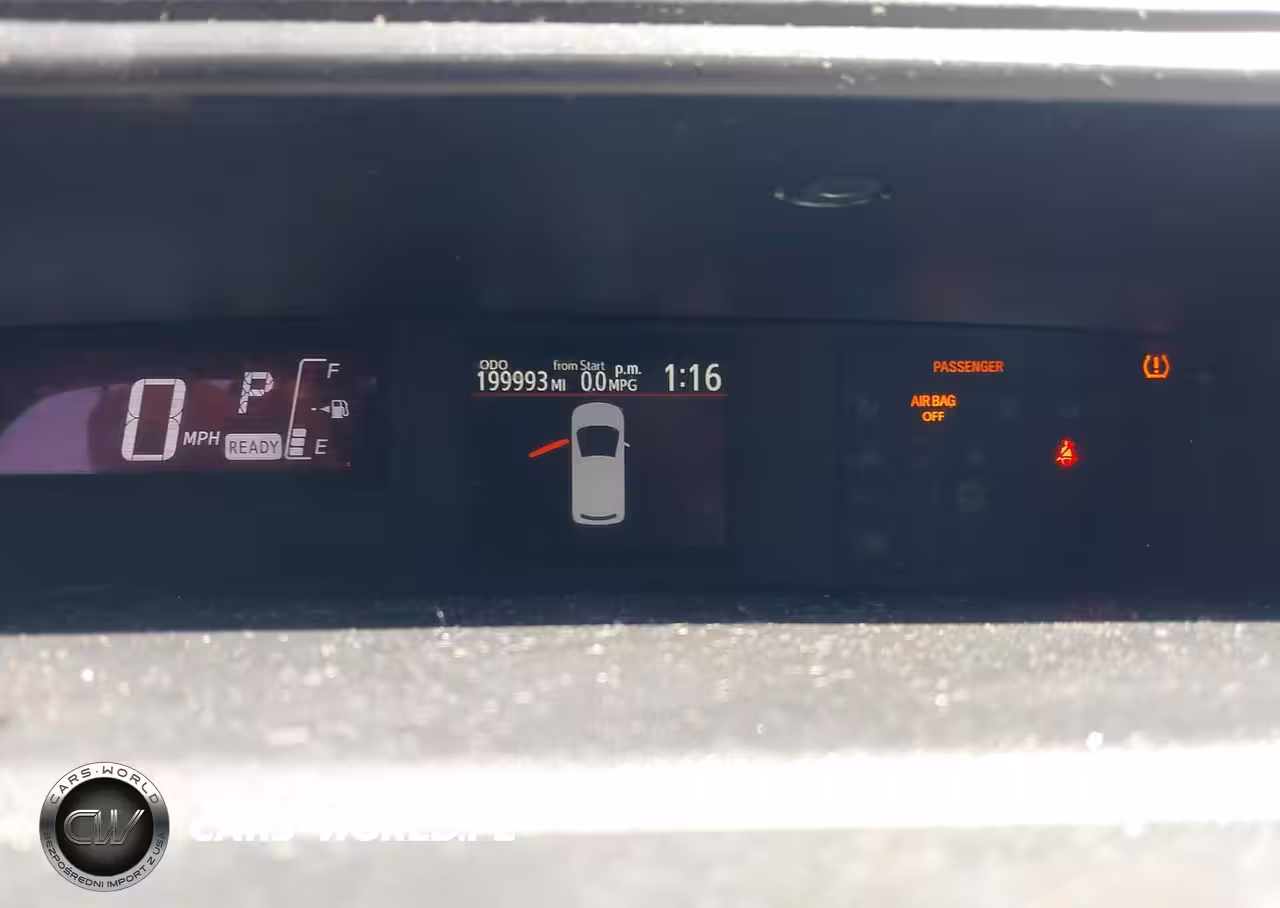 0 MPH
P
READY
F
E
ODO
199993 MI
from Start
0.0 MPG
p.m.
1:16
PASSENGER
AIR BAG
OFF
CARS·WORLD
CW
BEZPOŚREDNI IMPORT Z USA
CARS-WORLD.PL